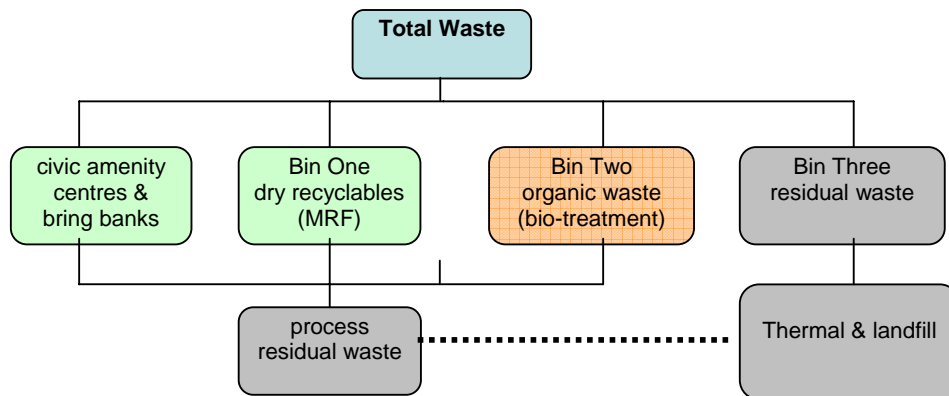 Total Waste
civic amenity
centres &
bring banks
Bin One
dry recyclables
(MRF)
Bin Two
organic waste
(bio-treatment)
Bin Three
residual waste
process
residual waste
Thermal & landfill